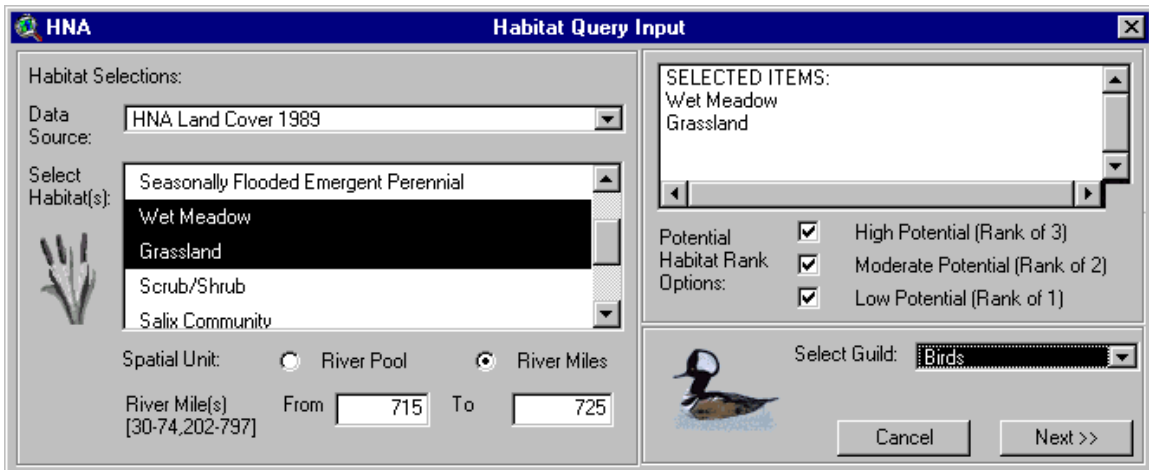 HNA Habitat Query Input
Habitat Selections:
Data
Source:
HNA Land Cover 1989
Select
Habitat(s):
Seasonally Flooded Emergent Perennial
Wet Meadow
Grassland
Scrub/Shrub
Salix Community
Spatial Unit: River Pool River Miles
River Mile(s)
[30-74,202-797]
From 715 To 725
SELECTED ITEMS:
Wet Meadow
Grassland
Potential
Habitat Rank
Options:
High Potential (Rank of 3)
Moderate Potential (Rank of 2)
Low Potential (Rank of 1)
Select Guild: Birds
Cancel Next >>